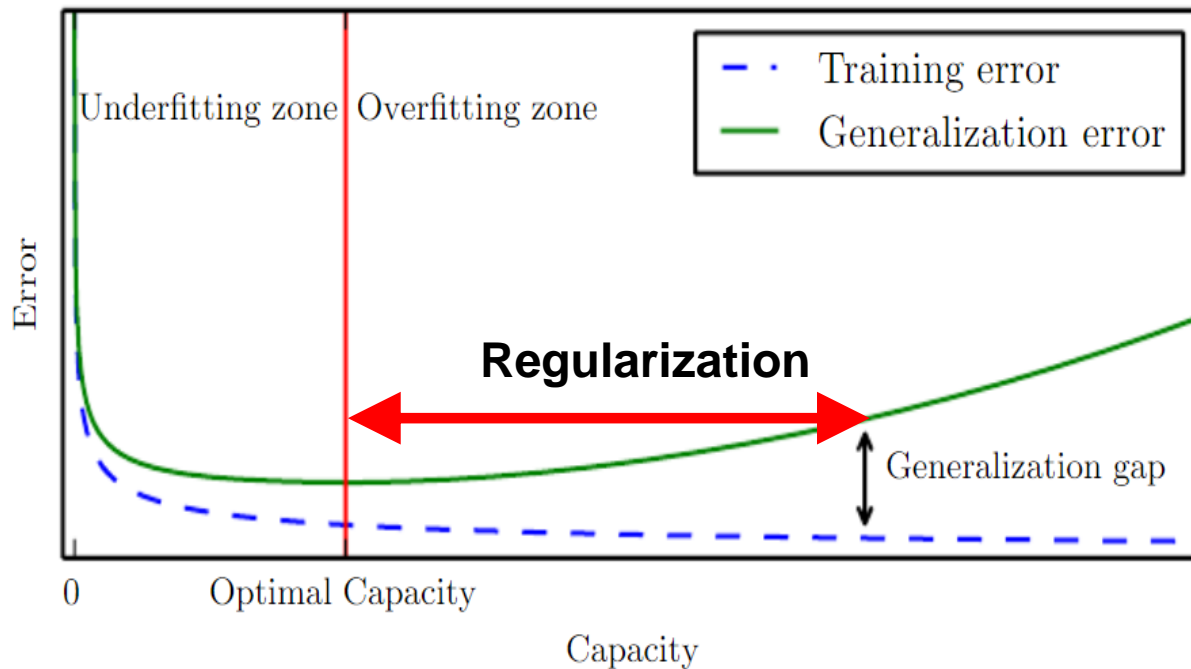 Training error
Generalization error
Underfitting zone
Overfitting zone
Error
Regularization
Generalization gap
0
Optimal Capacity
Capacity